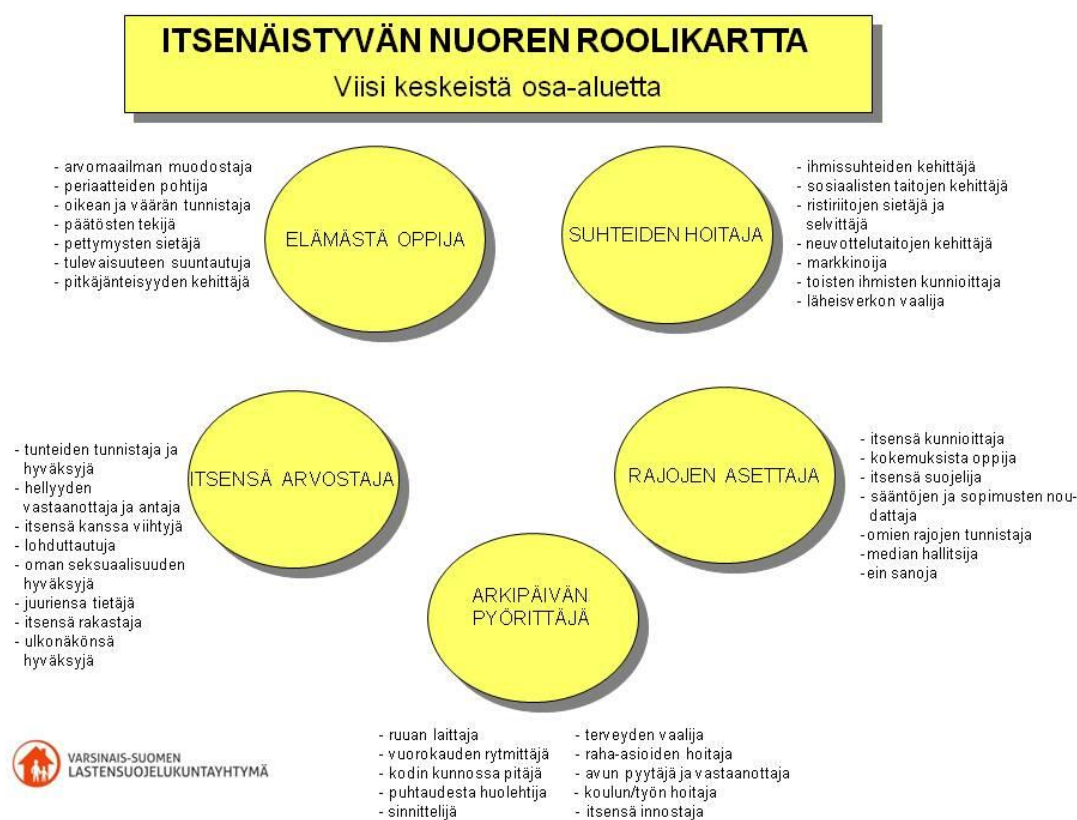 ITSENÄISTYVÄN NUOREN ROOLIKARTTA
Viisi keskeistä osa-aluetta
- arvomaailman muodostaja
- periaatteiden pohtija
- oikean ja väärän tunnistaja
- päätösten tekijä
- pettymysten sietäjä
- tulevaisuuteen suuntautuja
- pitkäjänteisyyden kehittäjä
ELÄMÄSTÄ OPPIJA
SUHTEIDEN HOITAJA
- ihmissuhteiden kehittäjä
- sosiaalisten taitojen kehittäjä
- ristiriitojen sietäjä ja
selvittäjä
- neuvottelutaitojen kehittäjä
- markkinoija
- toisten ihmisten kunnioittaja
- läheisverkon vaalija
- tunteiden tunnistaja ja
hyväksyjä
- hellyyden
vastaanottaja ja antaja
- itsensä kanssa viihtyjä
- lohduttautuja
- oman seksuaalisuuden
hyväksyjä
- juuriensa tietäjä
- itsensä rakastaja
- ulkonäkönsä
hyväksyjä
ITSENSÄ ARVOSTAJA
RAJOJEN ASETTAJA
- itsensä kunnioittaja
- kokemuksista oppija
- itsensä suojelija
- sääntöjen ja sopimusten nou-
dattaja
-omien rajojen tunnistaja
-median hallitsija
-ein sanoja
ARKIPÄIVÄN
PYÖRITTÄJÄ
- ruuan laittaja
- vuorokauden rytmittäjä
- kodin kunnossa pitäjä
- puhtaudesta huolehtija
- sinnittelijä
- terveyden vaalija
- raha-asioiden hoitaja
- avun pyytäjä ja vastaanottaja
- koulun/työn hoitaja
- itsensä innostaja
VARSINAIS-SUOMEN
LASTENSUOJELUKUNTAYHTYMÄ